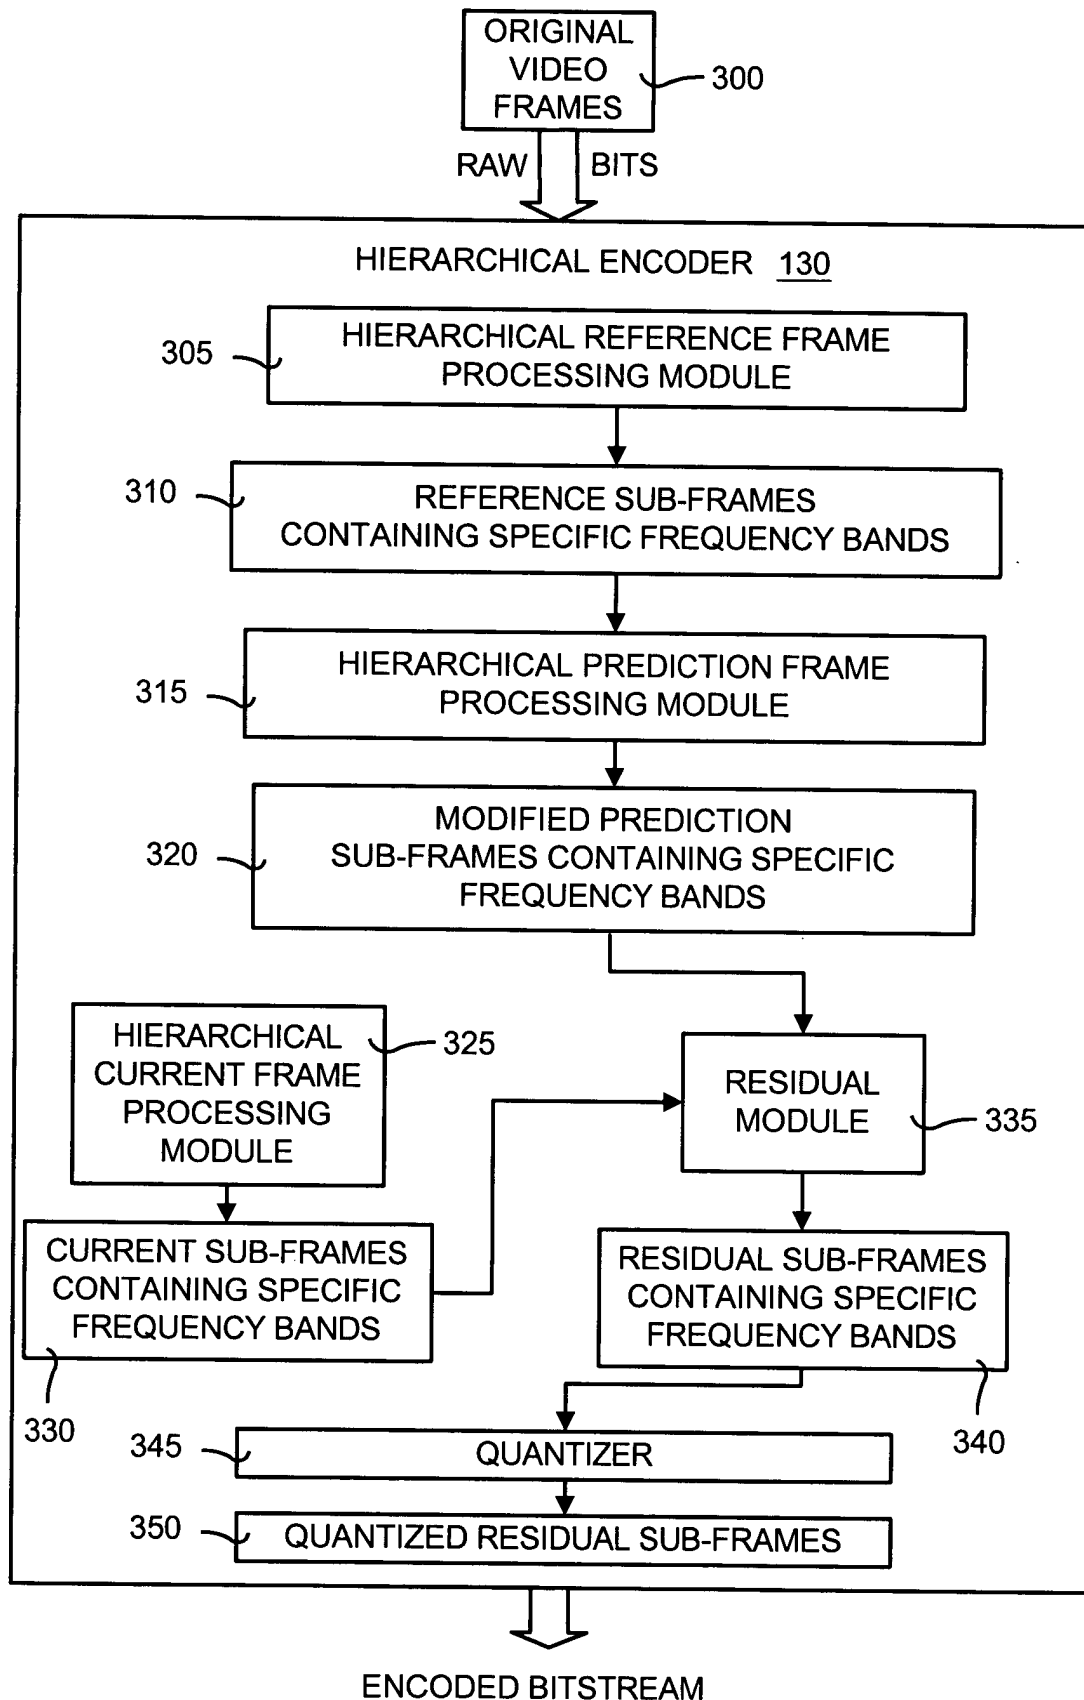 ORIGINAL
VIDEO
FRAMES
300
RAW BITS
HIERARCHICAL ENCODER 130
305
HIERARCHICAL REFERENCE FRAME
PROCESSING MODULE
310
REFERENCE SUB-FRAMES
CONTAINING SPECIFIC FREQUENCY BANDS
315
HIERARCHICAL PREDICTION FRAME
PROCESSING MODULE
320
MODIFIED PREDICTION
SUB-FRAMES CONTAINING SPECIFIC
FREQUENCY BANDS
HIERARCHICAL
CURRENT FRAME
PROCESSING
MODULE
325
RESIDUAL
MODULE
335
CURRENT SUB-FRAMES
CONTAINING SPECIFIC
FREQUENCY BANDS
330
RESIDUAL SUB-FRAMES
CONTAINING SPECIFIC
FREQUENCY BANDS
340
345
QUANTIZER
350
QUANTIZED RESIDUAL SUB-FRAMES
ENCODED BITSTREAM